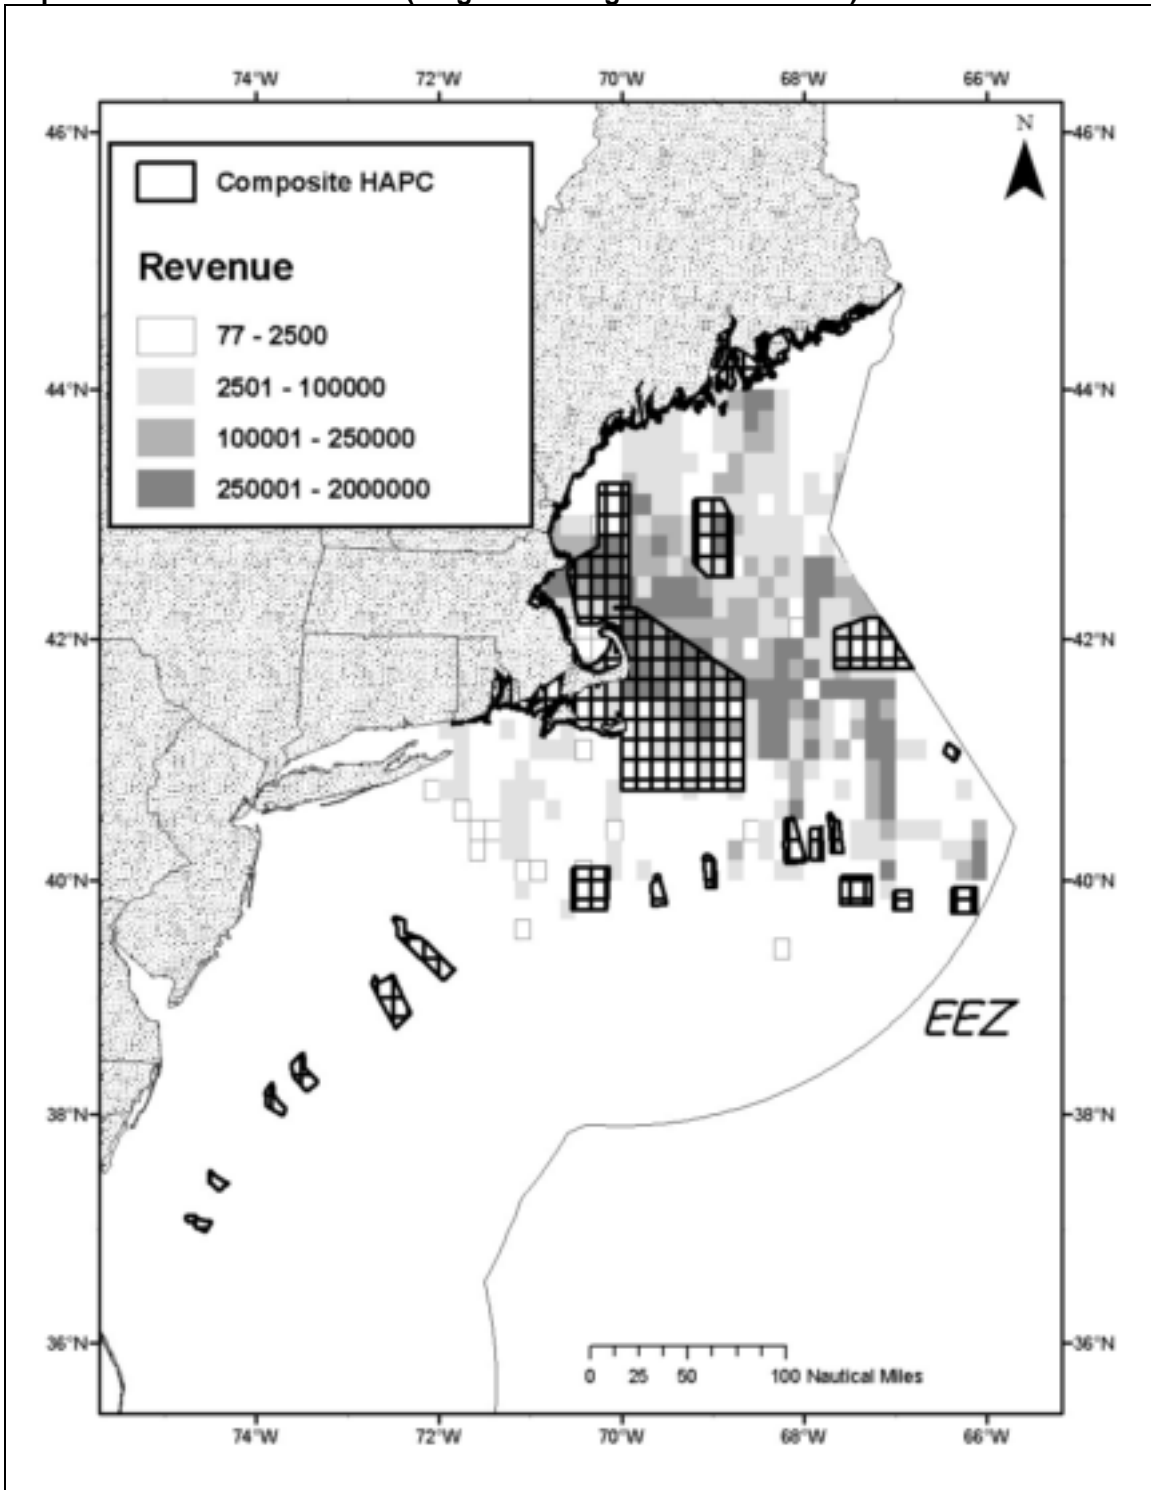 74°W 72°W 70°W 68°W 66°W
46°N 46°N
N
Composite HAPC
Revenue
77 - 2500
2501 - 100000
100001 - 250000
250001 - 2000000
44°N 44°N
42°N 42°N
40°N 40°N
EEZ
38°N 38°N
36°N 36°N
0 25 50 100 Nautical Miles
74°W 72°W 70°W 68°W 66°W